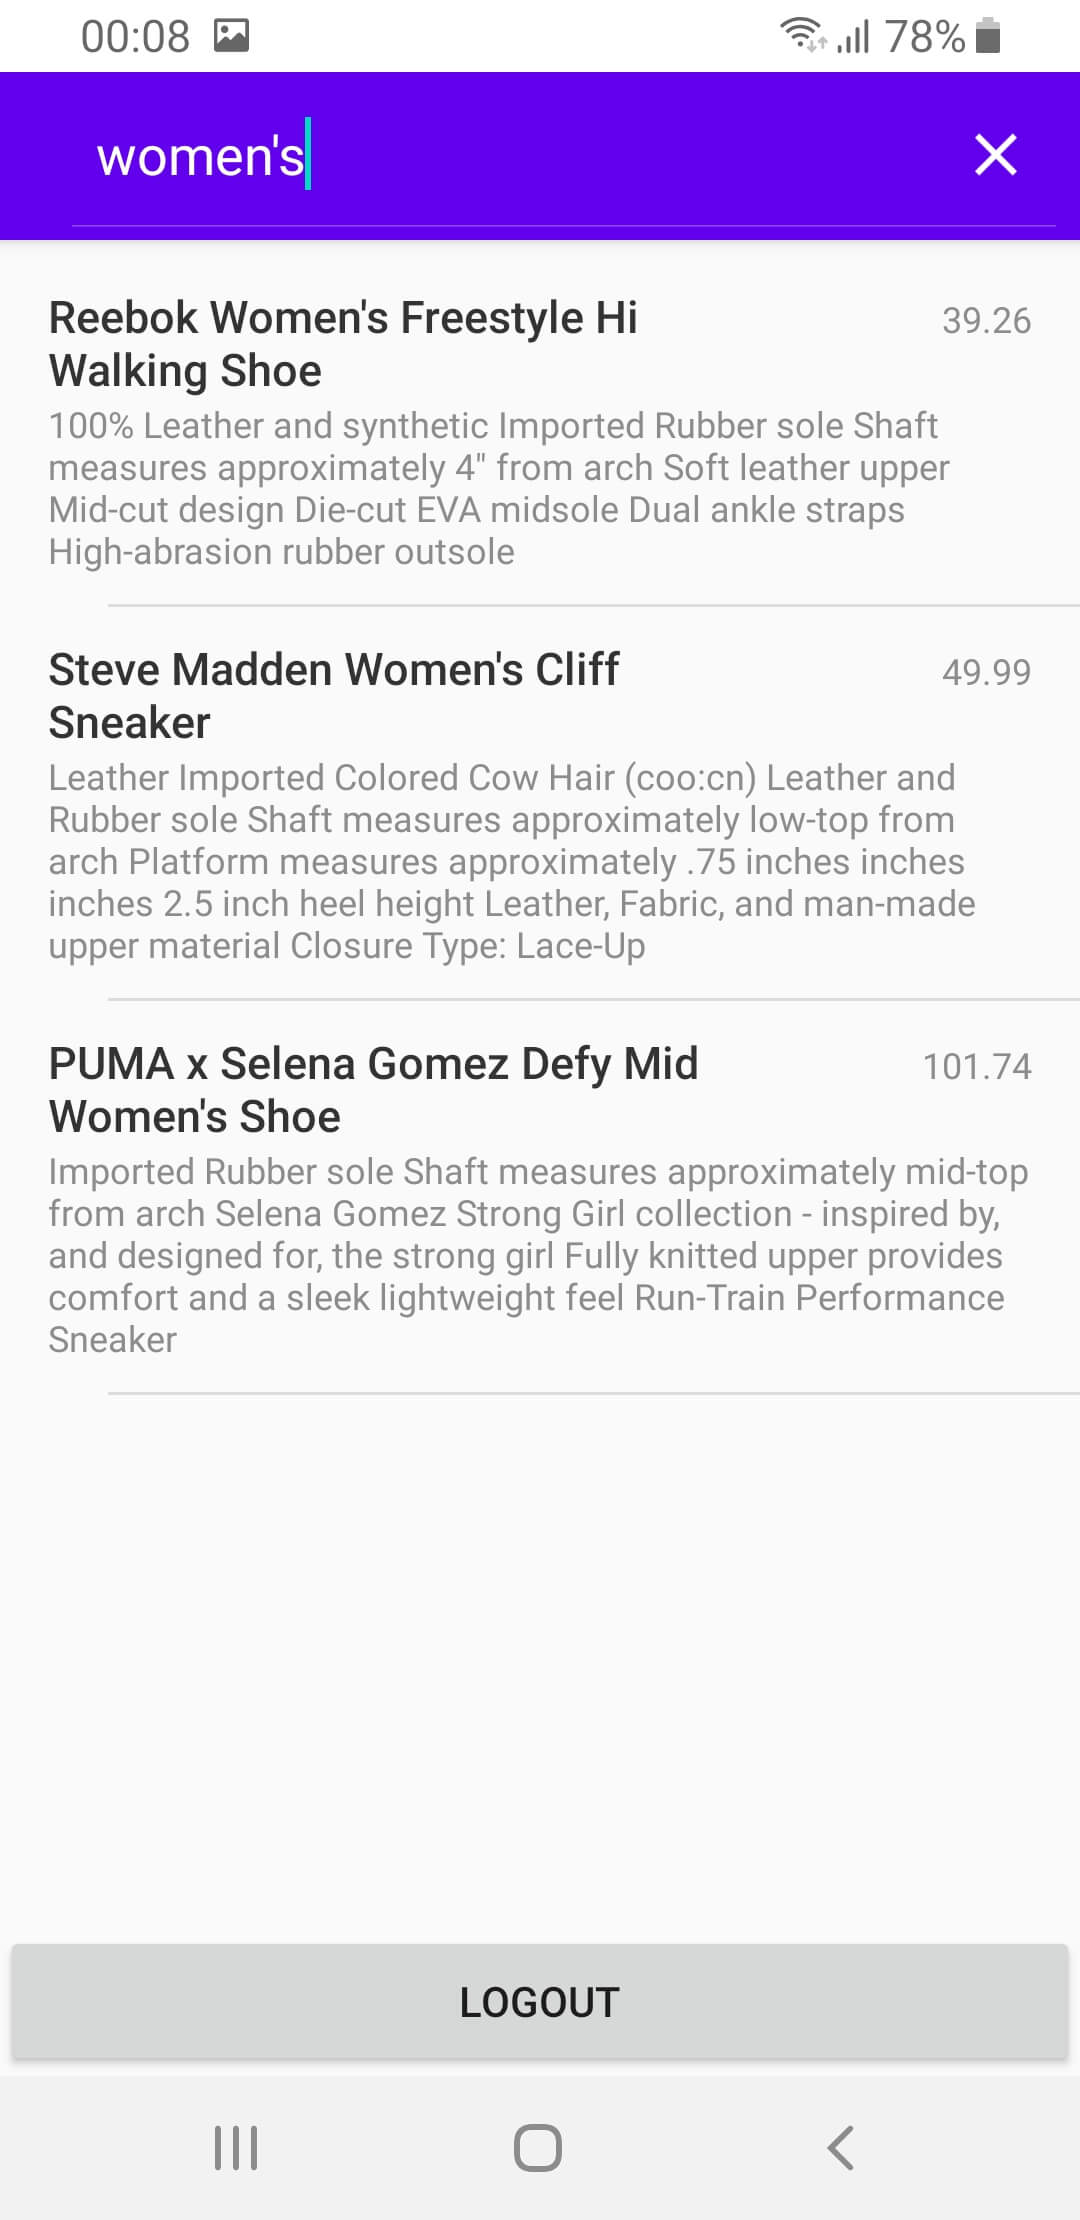 00:08
78%
women's
Reebok Women's Freestyle Hi
39.26
Walking Shoe
100% Leather and synthetic Imported Rubber sole Shaft
measures approximately 4" from arch Soft leather upper
Mid-cut design Die-cut EVA midsole Dual ankle straps
High-abrasion rubber outsole
Steve Madden Women's Cliff
49.99
Sneaker
Leather Imported Colored Cow Hair (coo:cn) Leather and
Rubber sole Shaft measures approximately low-top from
arch Platform measures approximately .75 inches inches
inches 2.5 inch heel height Leather, Fabric, and man-made
upper material Closure Type: Lace-Up
PUMA x Selena Gomez Defy Mid
101.74
Women's Shoe
Imported Rubber sole Shaft measures approximately mid-top
from arch Selena Gomez Strong Girl collection - inspired by,
and designed for, the strong girl Fully knitted upper provides
comfort and a sleek lightweight feel Run-Train Performance
Sneaker
LOGOUT